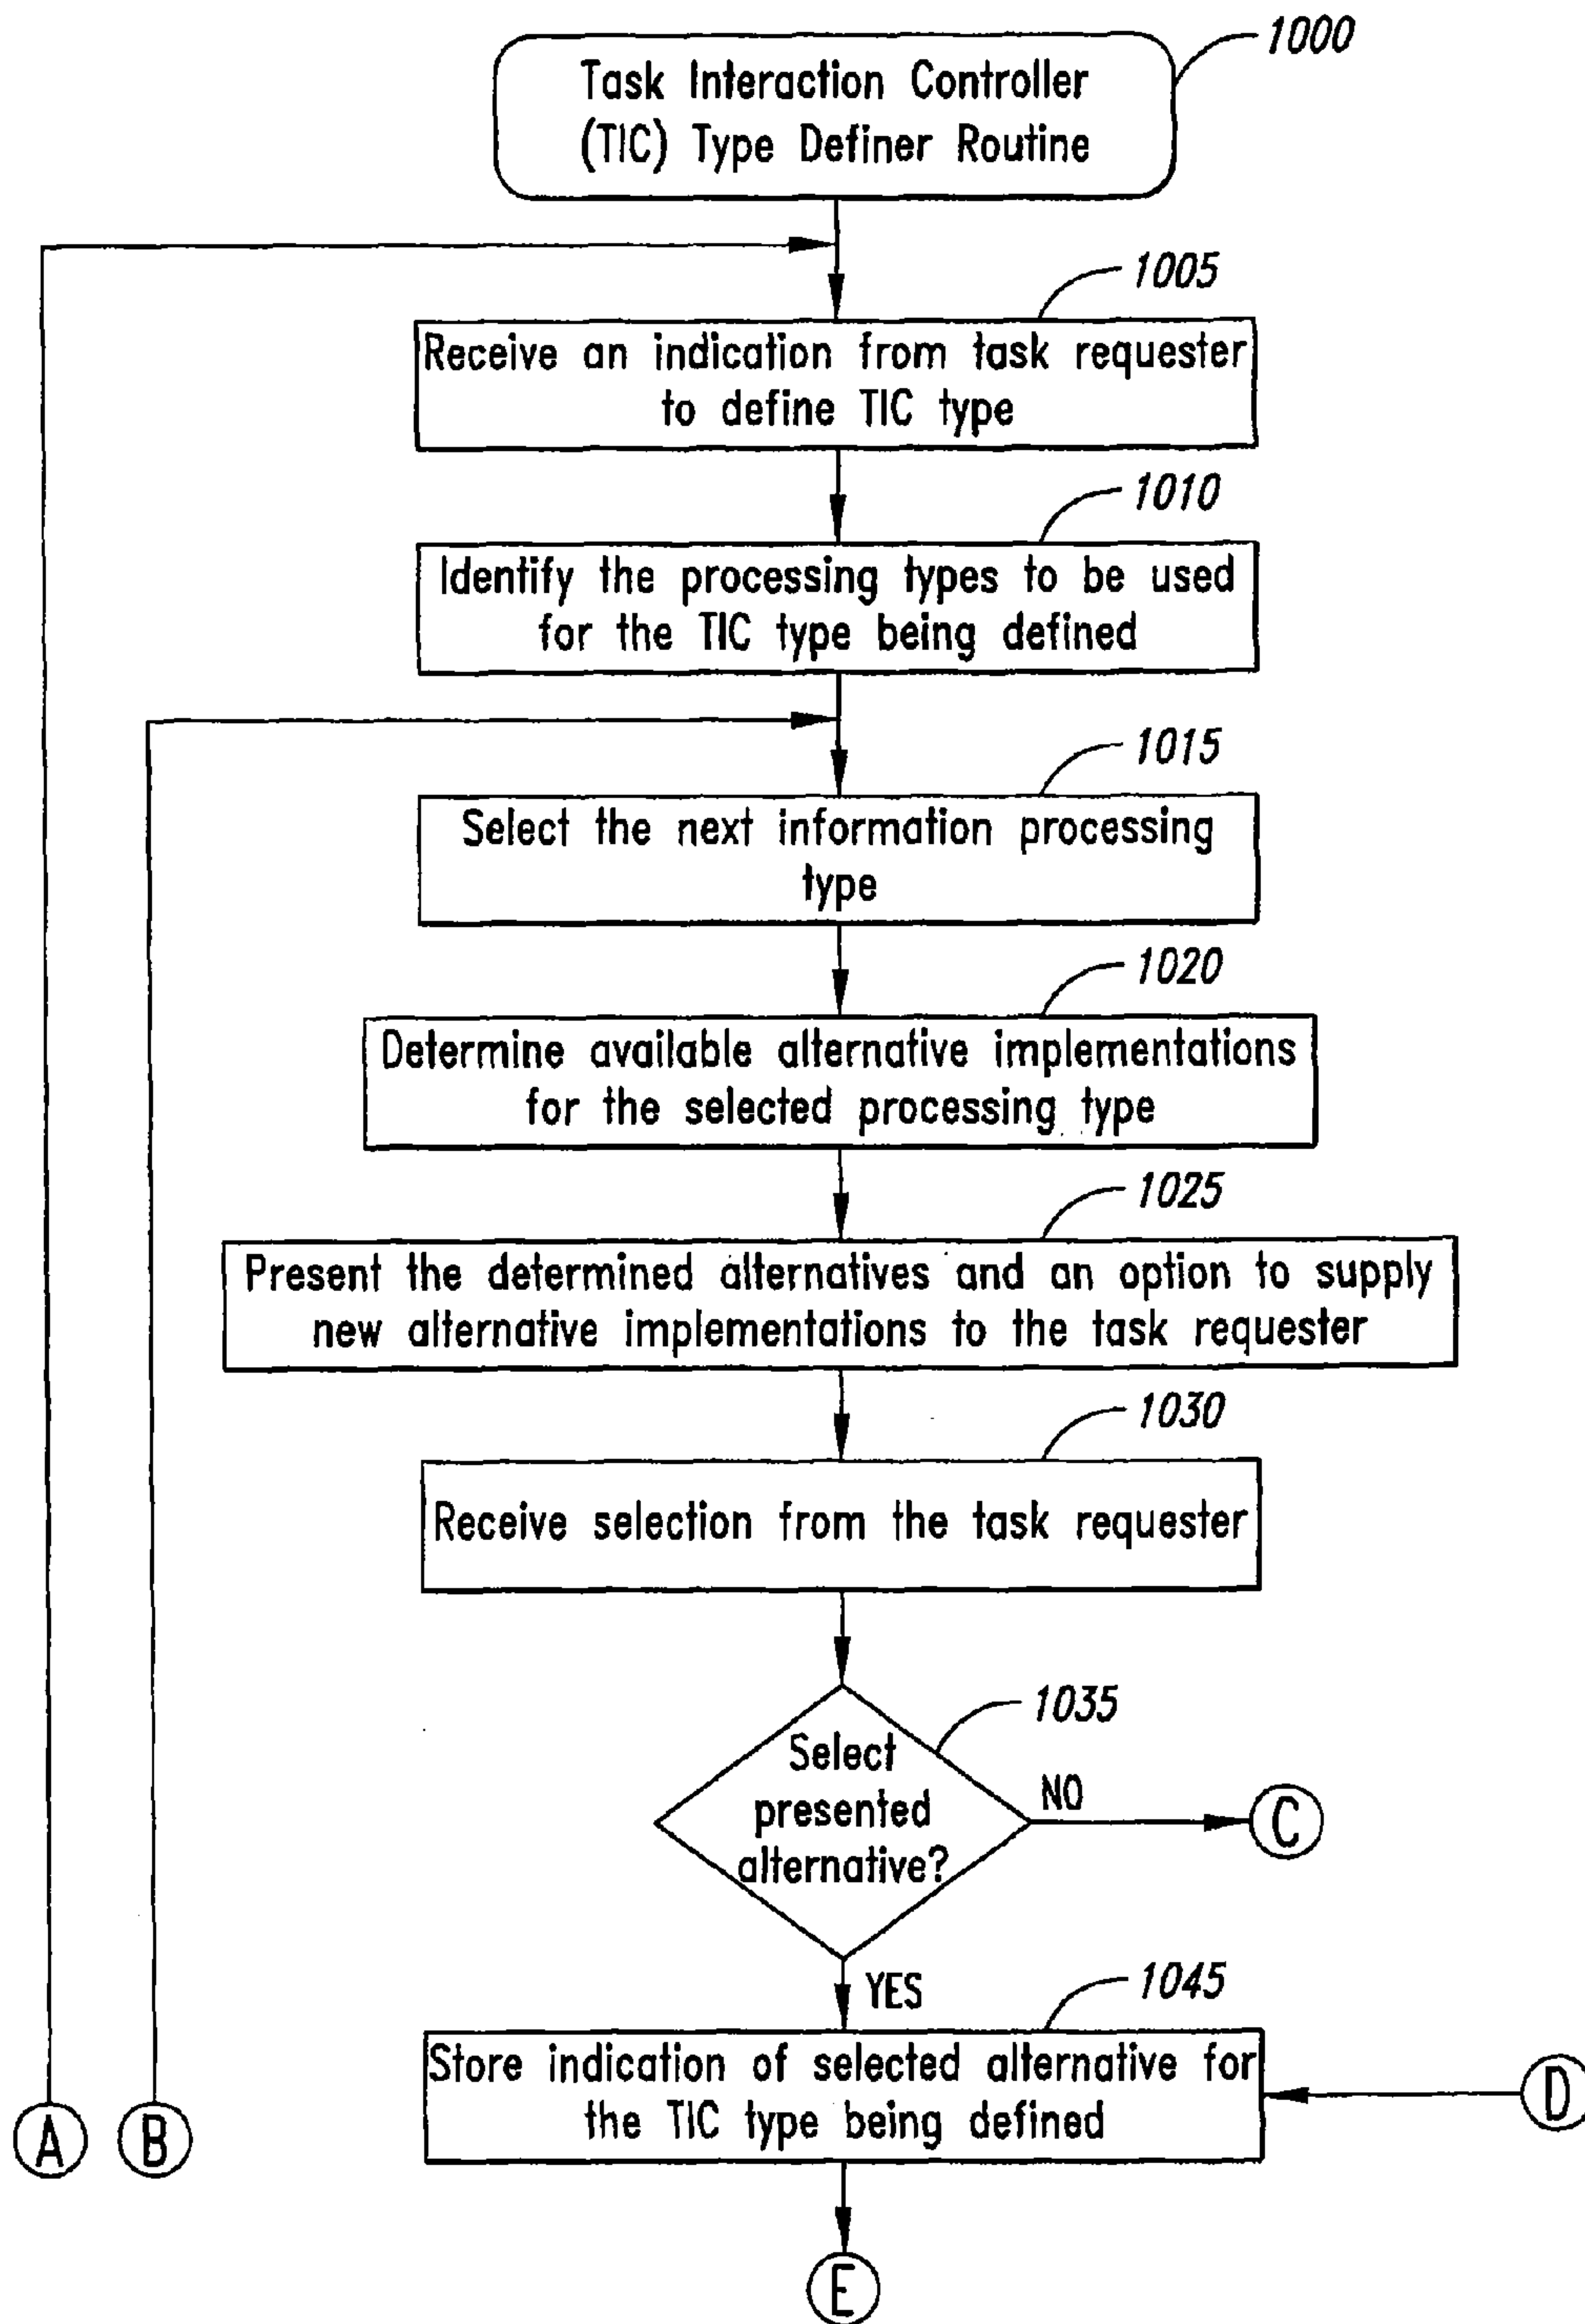 1000
Task Interaction Controller
(TIC) Type Definer Routine
1005
Receive an indication from task requester
to define TIC type
1010
Identify the processing types to be used
for the TIC type being defined
1015
Select the next information processing
type
1020
Determine available alternative implementations
for the selected processing type
1025
Present the determined alternatives and an option to supply
new alternative implementations to the task requester
1030
Receive selection from the task requester
1035
Select
presented
alternative?
NO
C
YES
1045
Store indication of selected alternative for
the TIC type being defined
D
A
B
E